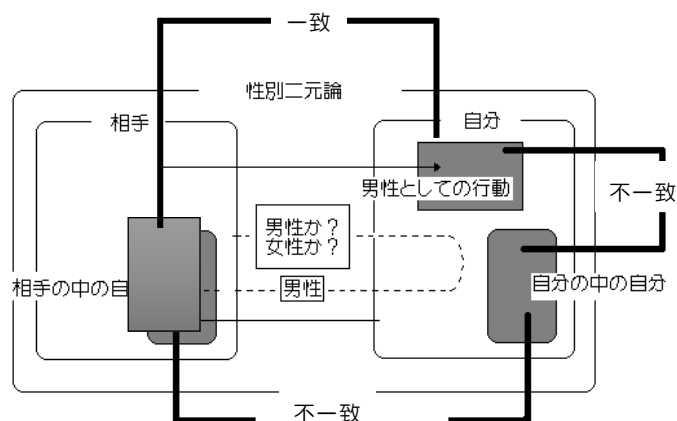 一致
性別二元論
相手
自分
男性としての行動
不一致
男性か？
女性か？
相手の中の自
男性
自分の中の自分
不一致